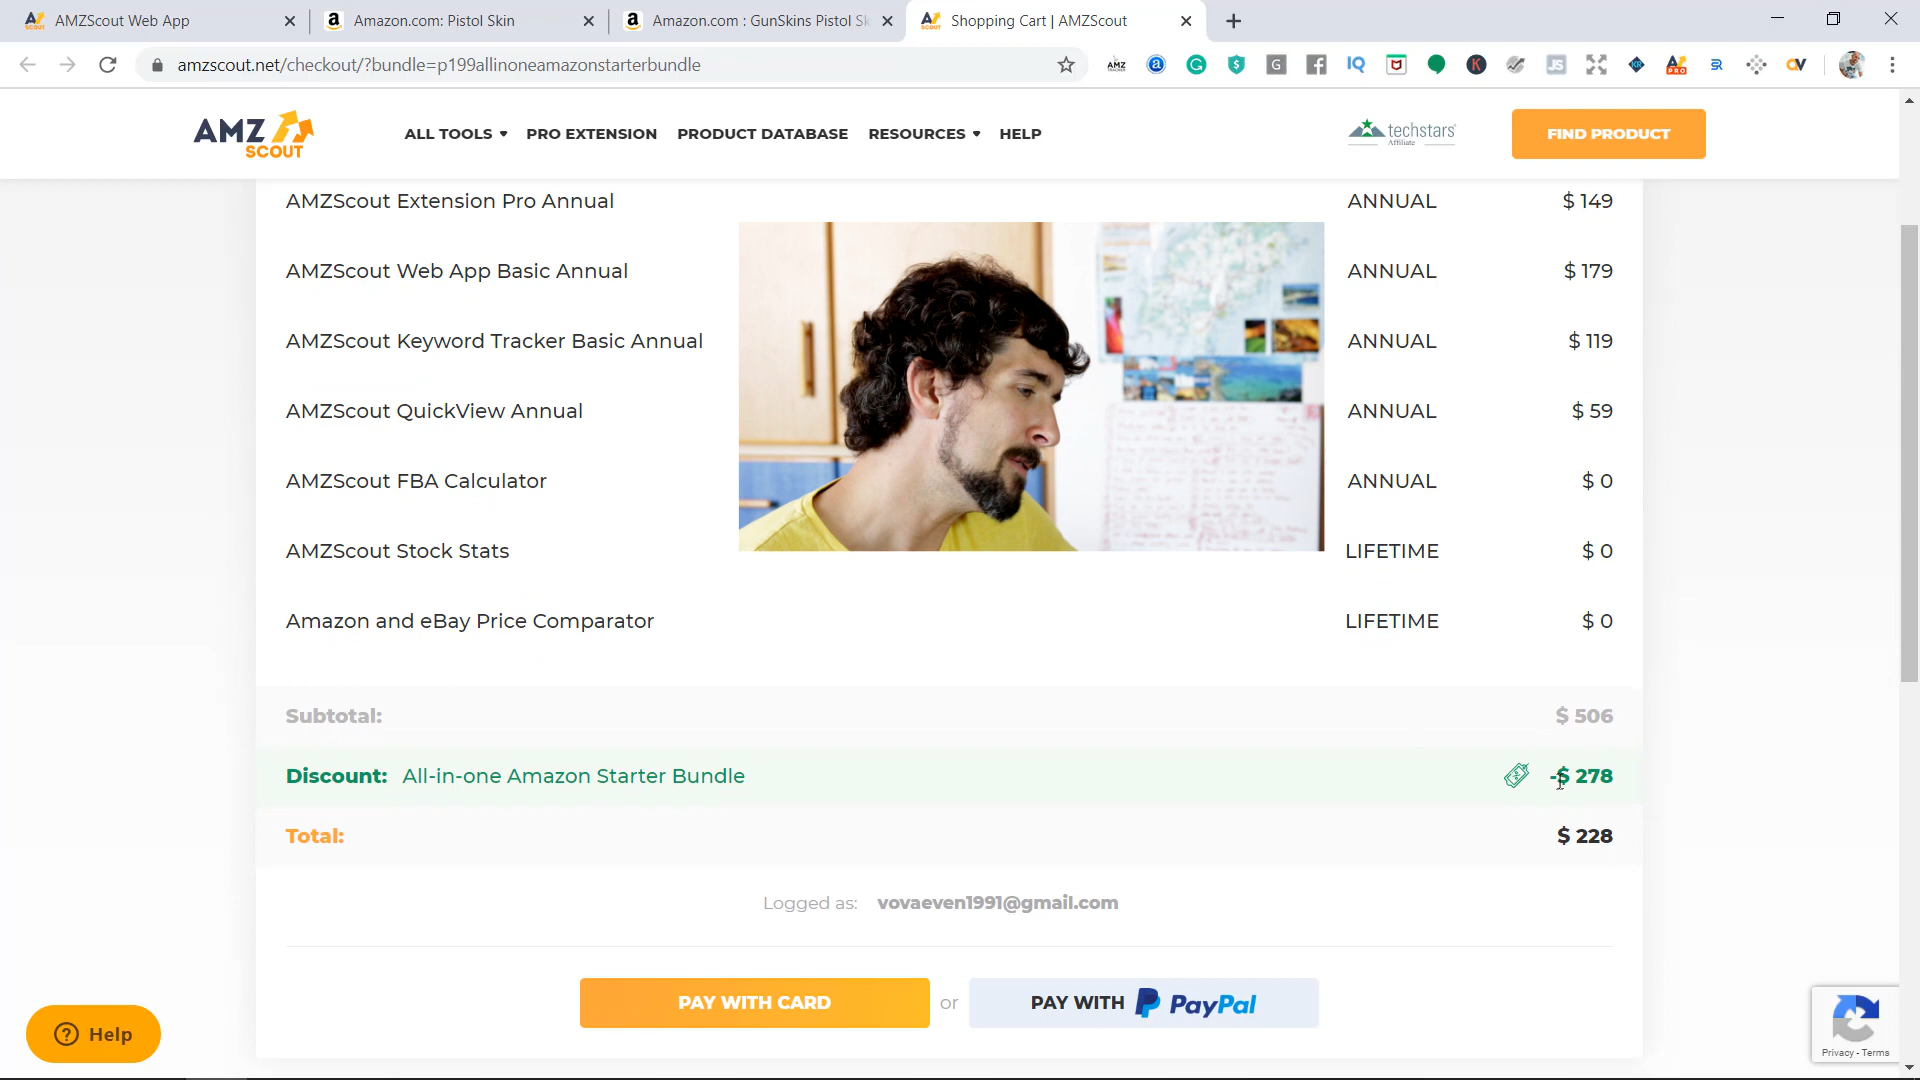 AMZScout Web App
Amazon.com: Pistol Skin
Amazon.com : GunSkins Pistol Sk
Shopping Cart | AMZScout
amzscout.net/checkout/?bundle=p199allinoneamazonstarterbundle
AMZ SCOUT
ALL TOOLS
PRO EXTENSION
PRODUCT DATABASE
RESOURCES
HELP
techstars
Affiliate
FIND PRODUCT
AMZScout Extension Pro Annual ANNUAL $ 149
AMZScout Web App Basic Annual ANNUAL $ 179
AMZScout Keyword Tracker Basic Annual ANNUAL $ 119
AMZScout QuickView Annual ANNUAL $ 59
AMZScout FBA Calculator ANNUAL $ 0
AMZScout Stock Stats LIFETIME $ 0
Amazon and eBay Price Comparator LIFETIME $ 0
Subtotal: $ 506
Discount: All-in-one Amazon Starter Bundle -$ 278
Total: $ 228
Logged as: vovaeven1991@gmail.com
PAY WITH CARD or PAY WITH PayPal
Help
Privacy - Terms